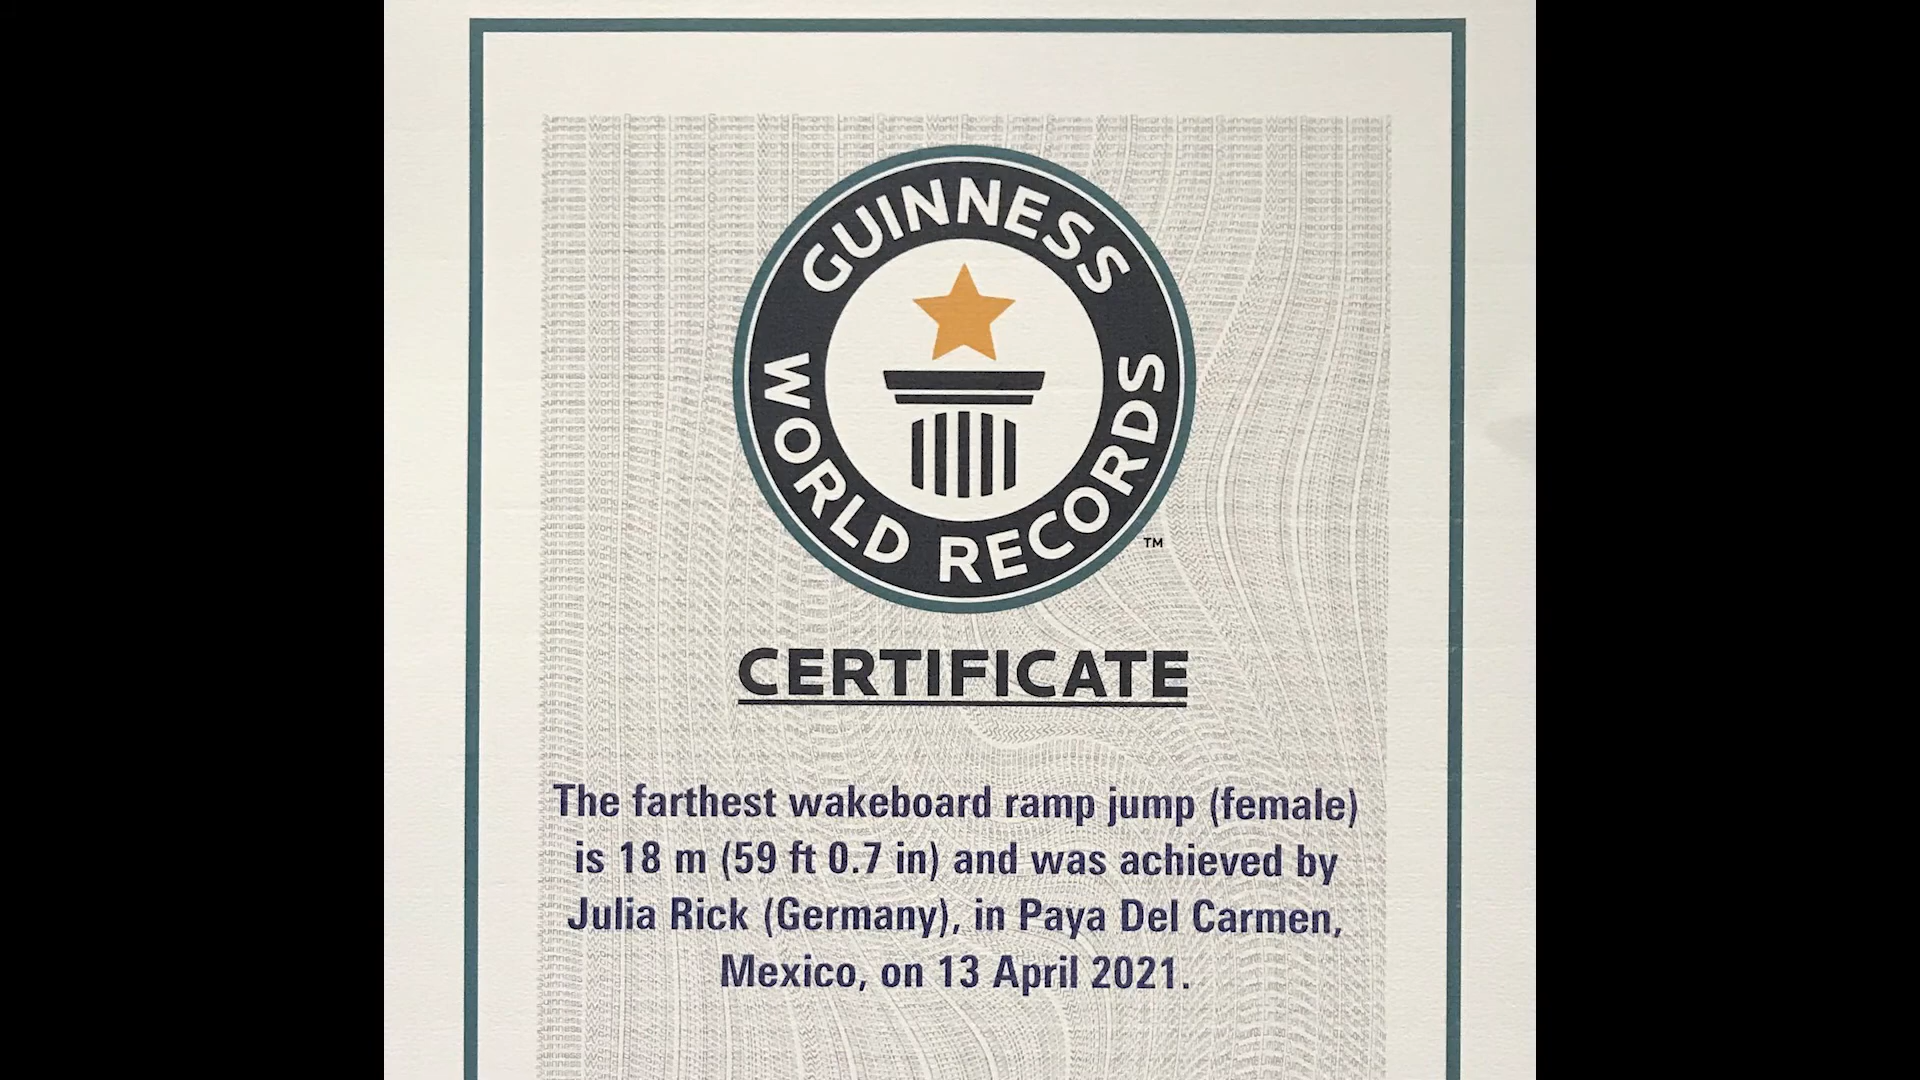 GUINNESS
WORLD RECORDS
TM
CERTIFICATE
The farthest wakeboard ramp jump (female)
is 18 m (59 ft 0.7 in) and was achieved by
Julia Rick (Germany), in Paya Del Carmen,
Mexico, on 13 April 2021.